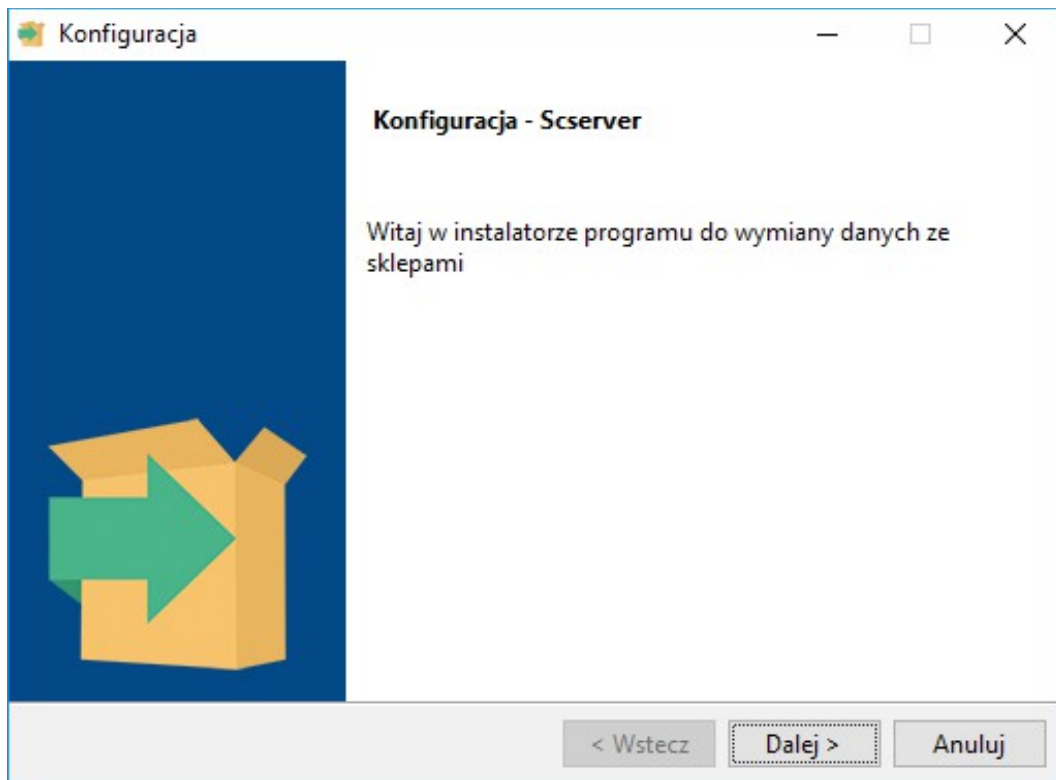 Konfiguracja
Konfiguracja - Scserver
Witaj w instalatorze programu do wymiany danych ze
sklepami
< Wstecz
Dalej >
Anuluj